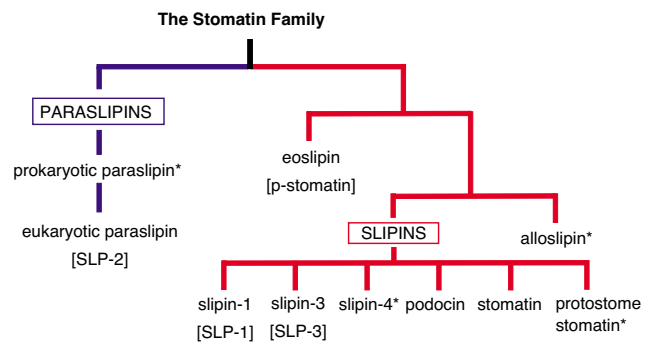 The Stomatin Family
PARASLIPINS
prokaryotic paraslipin*
eukaryotic paraslipin
[SLP-2]
eoslipin
[p-stomatin]
SLIPINS
alloslipin*
slipin-1
[SLP-1]
slipin-3
[SLP-3]
slipin-4*
podocin
stomatin
protostome
stomatin*